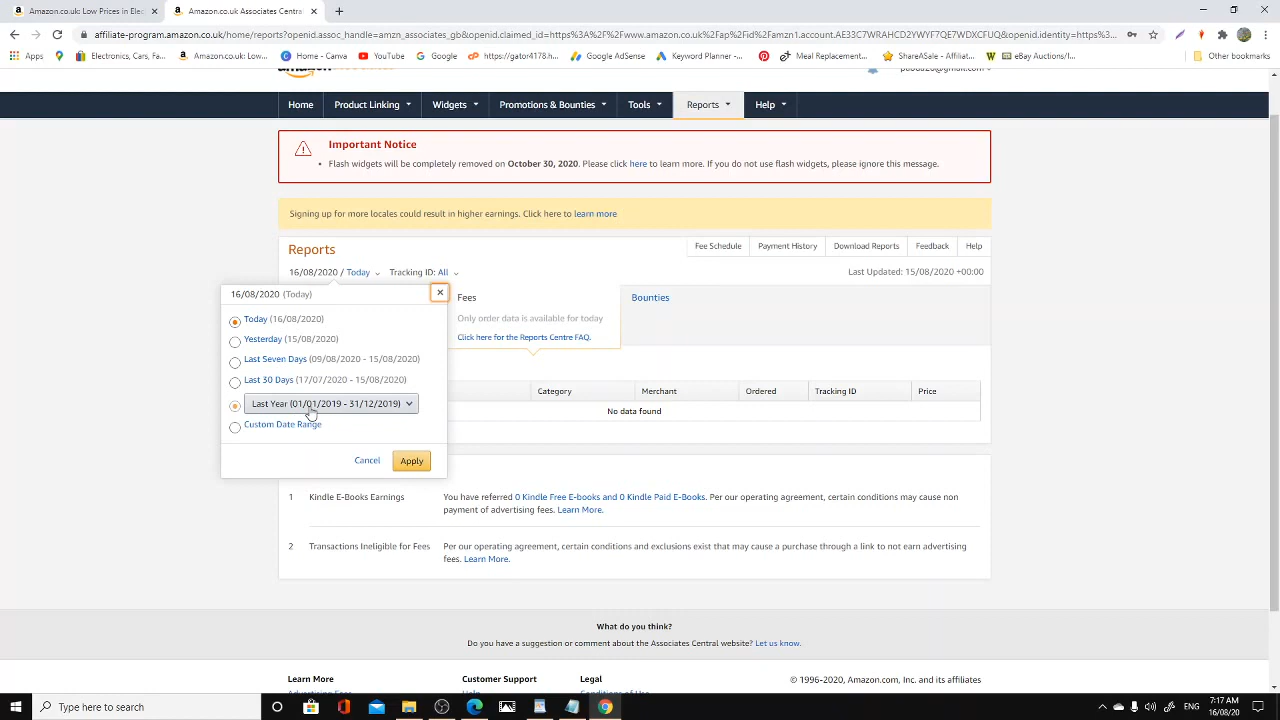 Amazon.co.uk: Low Prices in Elec
Amazon.co.uk Associates Central
affiliate-program.amazon.co.uk/home/reports?openid.assoc_handle=amzn_associates_gb&openid.claimed_id=https%3A%2F%2Fwww.amazon.co.uk%2Fap%2Fid%2Famzn1.account.AE33C7WRAHCD2YWYF7QE7WDXCFUQ&openid.identity=https%3...
Apps
Electronics, Cars, Fa...
Amazon.co.uk: Low...
Home - Canva
YouTube
Google
https://gator4178.h...
Google AdSense
Keyword Planner -...
Meal Replacement...
ShareASale - Affiliat...
eBay Auctions/I...
Other bookmarks
amazon
Home
Product Linking
Widgets
Promotions & Bounties
Tools
Reports
Help
Important Notice
Flash widgets will be completely removed on October 30, 2020. Please click here to learn more. If you do not use flash widgets, please ignore this message.
Signing up for more locales could result in higher earnings. Click here to learn more
Reports
Fee Schedule
Payment History
Download Reports
Feedback
Help
16/08/2020 / Today
Tracking ID: All
Last Updated: 15/08/2020 +00:00
16/08/2020 (Today)
Today (16/08/2020)
Yesterday (15/08/2020)
Last Seven Days (09/08/2020 - 15/08/2020)
Last 30 Days (17/07/2020 - 15/08/2020)
Last Year (01/01/2019 - 31/12/2019)
Custom Date Range
Cancel
Apply
Fees
Only order data is available for today
Click here for the Reports Centre FAQ.
Bounties
Category
Merchant
Ordered
Tracking ID
Price
No data found
1 Kindle E-Books Earnings
You have referred 0 Kindle Free E-books and 0 Kindle Paid E-Books. Per our operating agreement, certain conditions may cause non
payment of advertising fees. Learn More.
2 Transactions Ineligible for Fees
Per our operating agreement, certain conditions and exclusions exist that may cause a purchase through a link to not earn advertising
fees. Learn More.
What do you think?
Do you have a suggestion or comment about the Associates Central website? Let us know.
Learn More
Customer Support
Legal
© 1996-2020, Amazon.com, Inc. and its affiliates
Advertising Fees
Help
Conditions of Use
Type here to search
7:17 AM
16/08/20